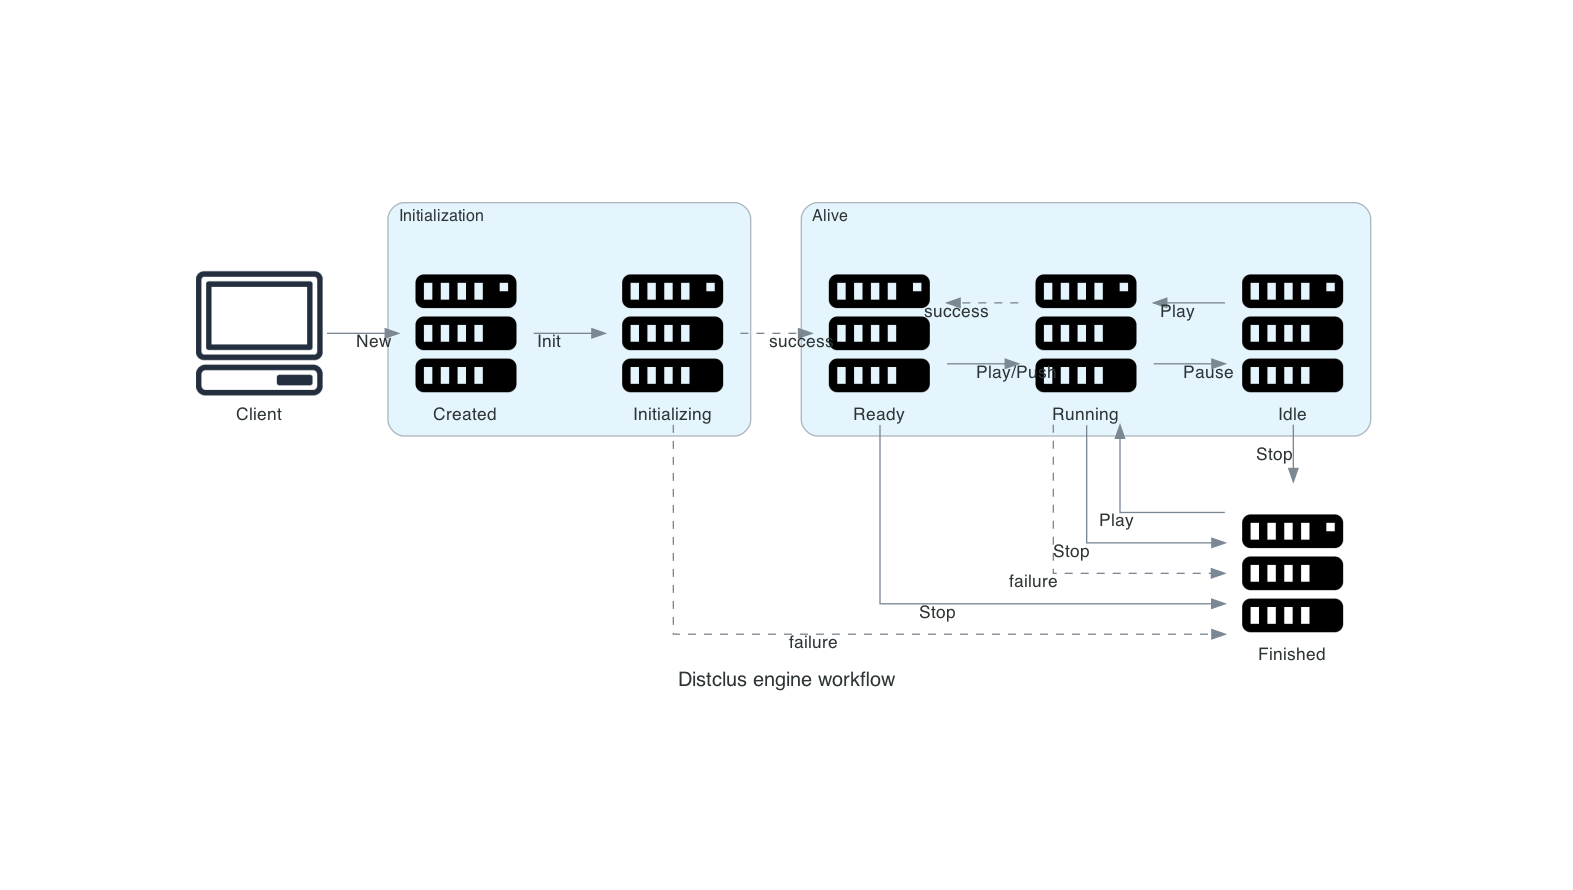 Initialization
Alive
success
Play
New
Init
success
Play/Push
Pause
Client
Created
Initializing
Ready
Running
Idle
Stop
Play
Stop
failure
Stop
failure
Finished
Distclus engine workflow